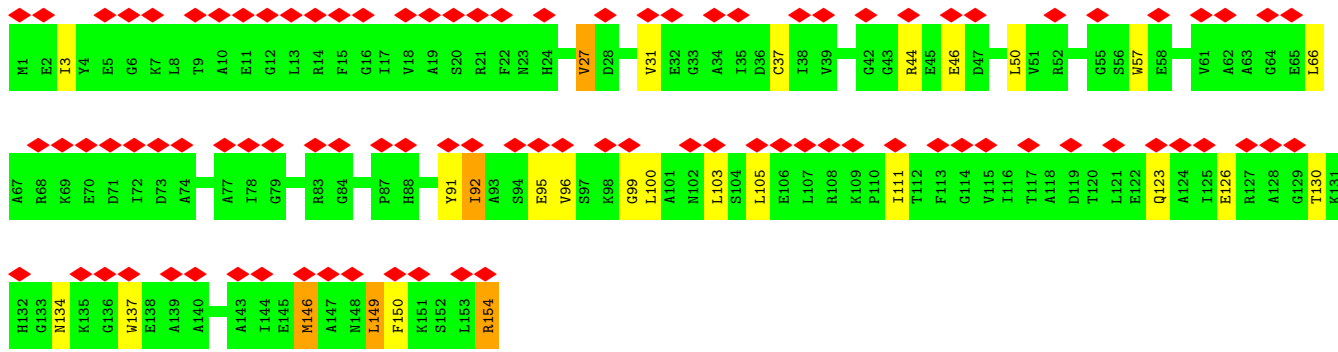 M1 E2 I3 Y4 E5 G6 K7 L8 T9 A10 E11 G12 L13 R14 F15 G16 I17 V18 A19 S20 R21 F22 N23 H24 V27 D28 V31 E32 G33 A34 I35 D36 C37 I38 V39 G42 G43 R44 E45 E46 D47 L50 V51 R52 G55 S56 W57 E58 V61 A62 A63 G64 E65 L66
A67 R68 K69 E70 D71 I72 D73 A74 A77 I78 G79 R83 G84 P87 H88 Y91 I92 A93 S94 E95 V96 S97 K98 G99 L100 A101 N102 L103 S104 L105 E106 L107 R108 K109 P110 I111 T112 F113 G114 V115 I116 T117 A118 D119 T120 L121 E122 Q123 A124 I125 E126 R127 A128 G129 T130 K131
H132 G133 N134 K135 G136 W137 E138 A139 A140 A143 I144 E145 M146 A147 N148 L149 F150 K151 S152 L153 R154